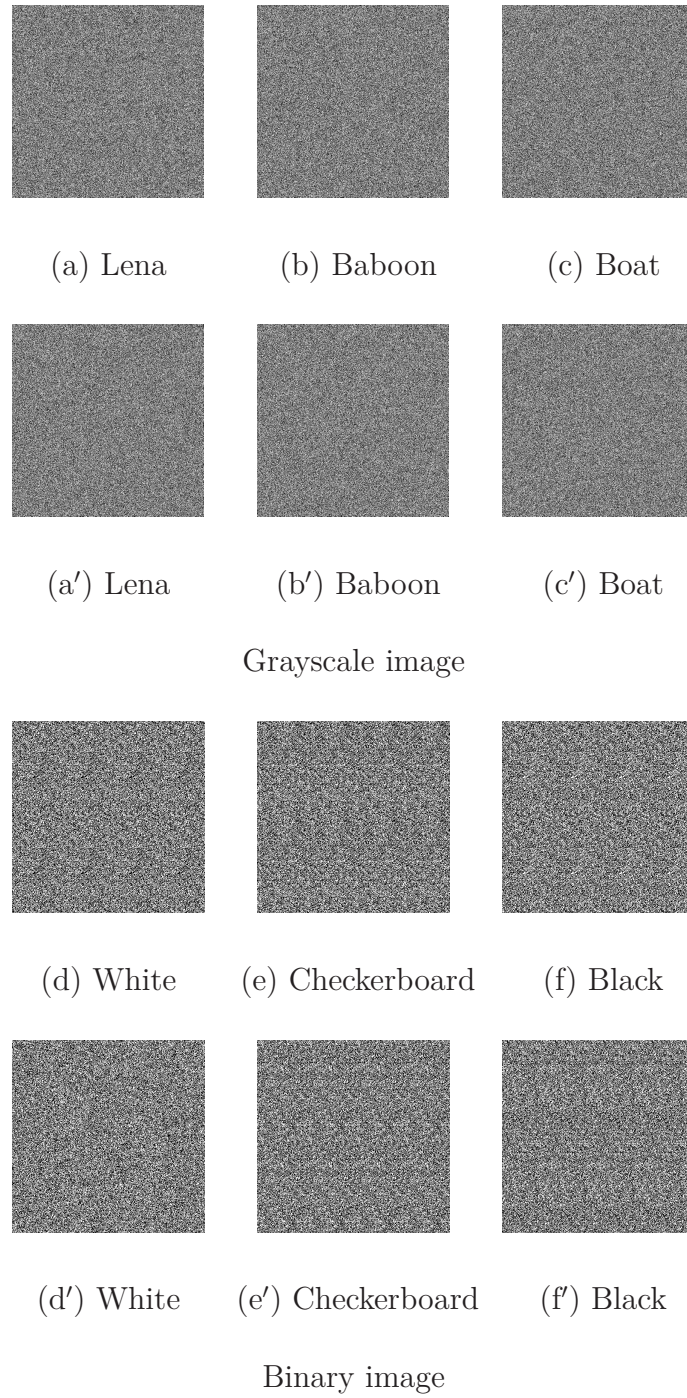 (a) Lena (b) Baboon (c) Boat
(a′) Lena (b′) Baboon (c′) Boat
Grayscale image
(d) White (e) Checkerboard (f) Black
(d′) White (e′) Checkerboard (f′) Black
Binary image